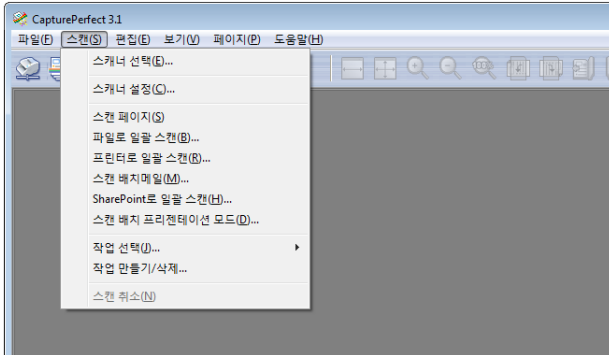 CapturePerfect 3.1
파일(F) 스캔(S) 편집(E) 보기(V) 페이지(P) 도움말(H)
스캐너 선택(E)...
스캐너 설정(C)...
스캔 페이지(S)
파일로 일괄 스캔(B)...
프린터로 일괄 스캔(R)...
스캔 배치메일(M)...
SharePoint로 일괄 스캔(H)...
스캔 배치 프리젠테이션 모드(D)...
작업 선택(J)...
작업 만들기/삭제...
스캔 취소(N)
100%